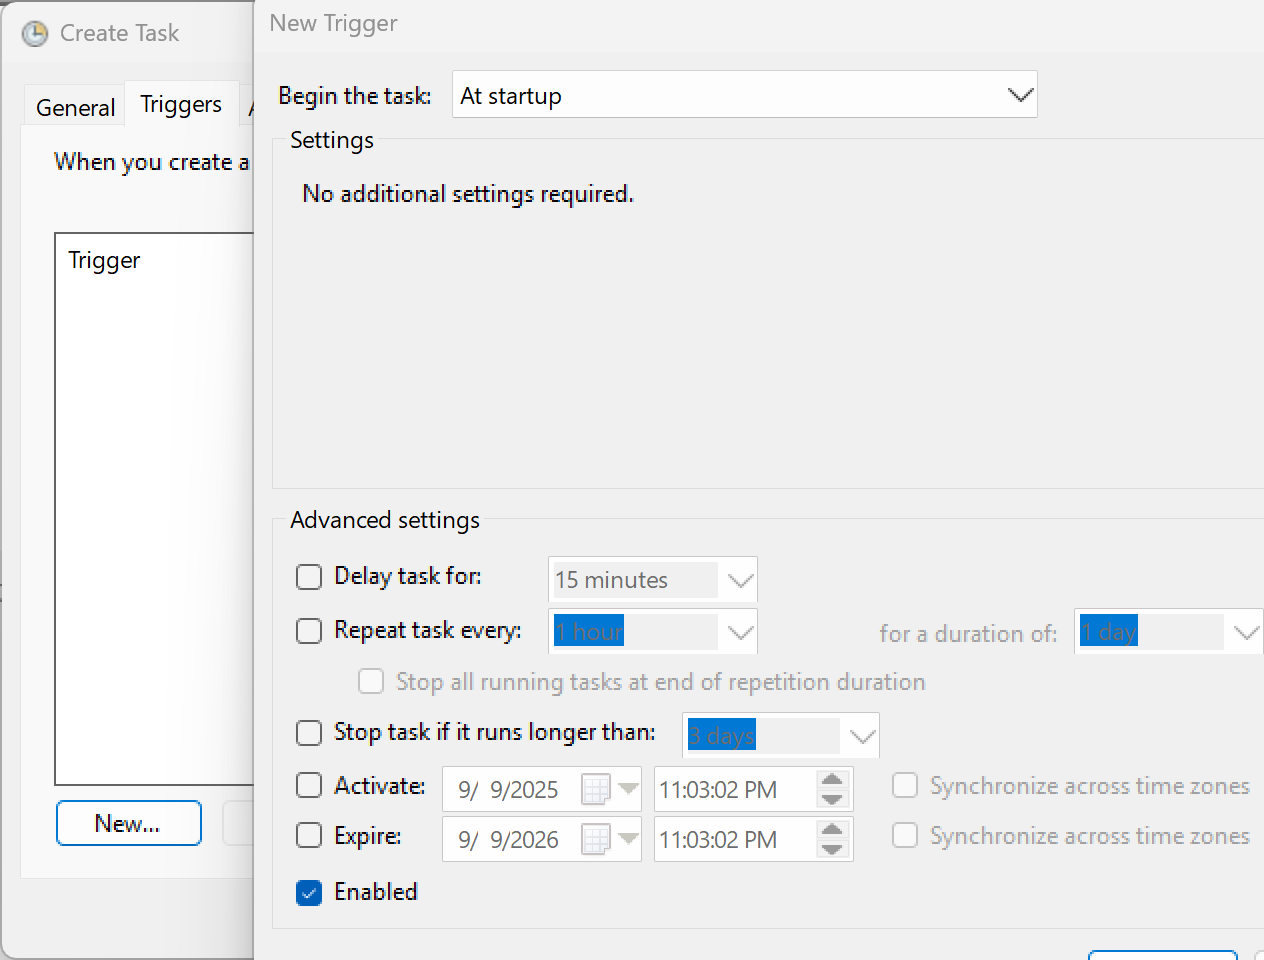 Create Task
New Trigger
General
Triggers
When you create a
Trigger
New...
Begin the task:
At startup
Settings
No additional settings required.
Advanced settings
Delay task for:
15 minutes
Repeat task every:
1 hour
for a duration of:
1 day
Stop all running tasks at end of repetition duration
Stop task if it runs longer than:
3 days
Activate:
9/ 9/2025
11:03:02 PM
Synchronize across time zones
Expire:
9/ 9/2026
11:03:02 PM
Synchronize across time zones
Enabled